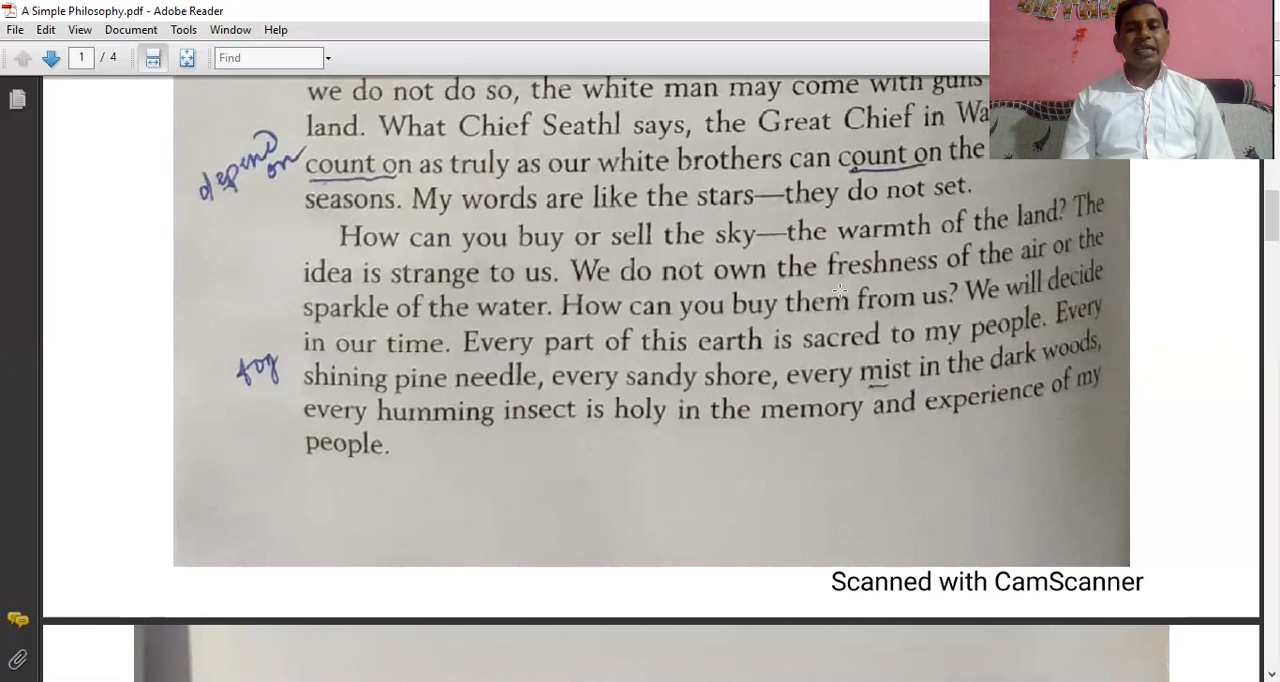 A Simple Philosophy.pdf - Adobe Reader
File Edit View Document Tools Window Help
1 / 4 Find
we do not do so, the white man may come with guns
land. What Chief Seathl says, the Great Chief in Wa
depend on
count on as truly as our white brothers can count on the
seasons. My words are like the stars—they do not set.
How can you buy or sell the sky—the warmth of the land? The
idea is strange to us. We do not own the freshness of the air or the
sparkle of the water. How can you buy them from us? We will decide
in our time. Every part of this earth is sacred to my people. Every
fog
shining pine needle, every sandy shore, every mist in the dark woods,
every humming insect is holy in the memory and experience of my
people.
Scanned with CamScanner